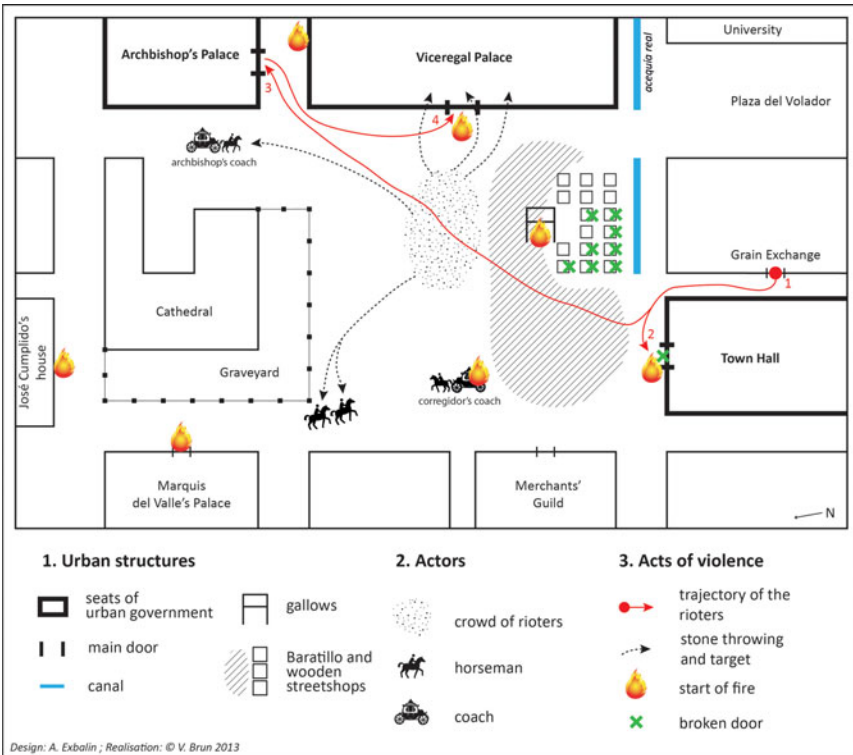 Archbishop's Palace
3
Viceregal Palace
4
acequia real
University
Plaza del Volador
archbishop's coach
Grain Exchange
1
2
Cathedral
Graveyard
José Cumplido's
house
corregidor's coach
Town Hall
Marquis
del Valle's Palace
Merchants'
Guild
N
1. Urban structures
seats of
urban government
main door
canal
gallows
Baratillo and
wooden
streetshops
2. Actors
crowd of rioters
horseman
coach
3. Acts of violence
trajectory of the
rioters
stone throwing
and target
start of fire
broken door
Design: A. Exbalin ; Realisation: © V. Brun 2013